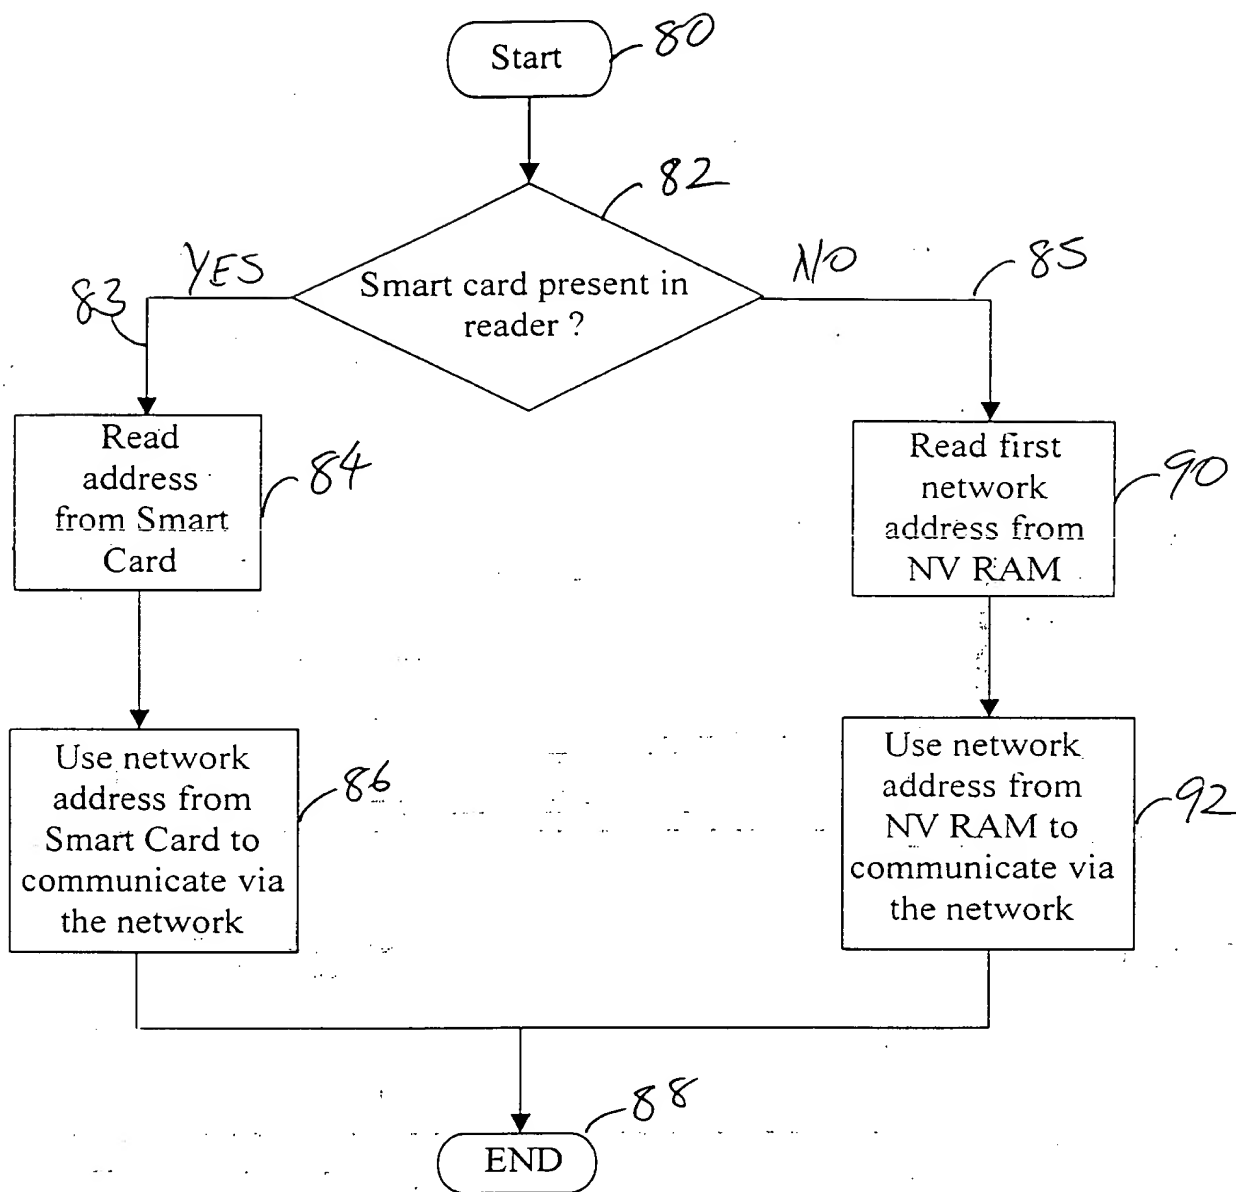 Start
80
82
YES
NO
83
85
Smart card present in
reader ?
Read
address
from Smart
Card
84
Read first
network
address from
NV RAM
90
Use network
address from
Smart Card to
communicate via
the network
86
Use network
address from
NV RAM to
communicate via
the network
92
88
END